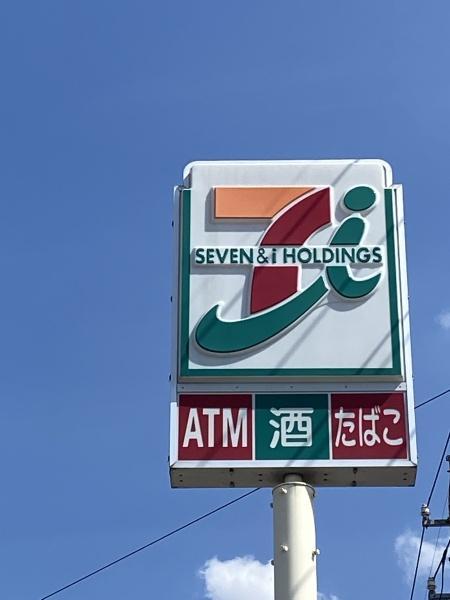 SEVEN&i HOLDINGS
ATM 酒 たばこ